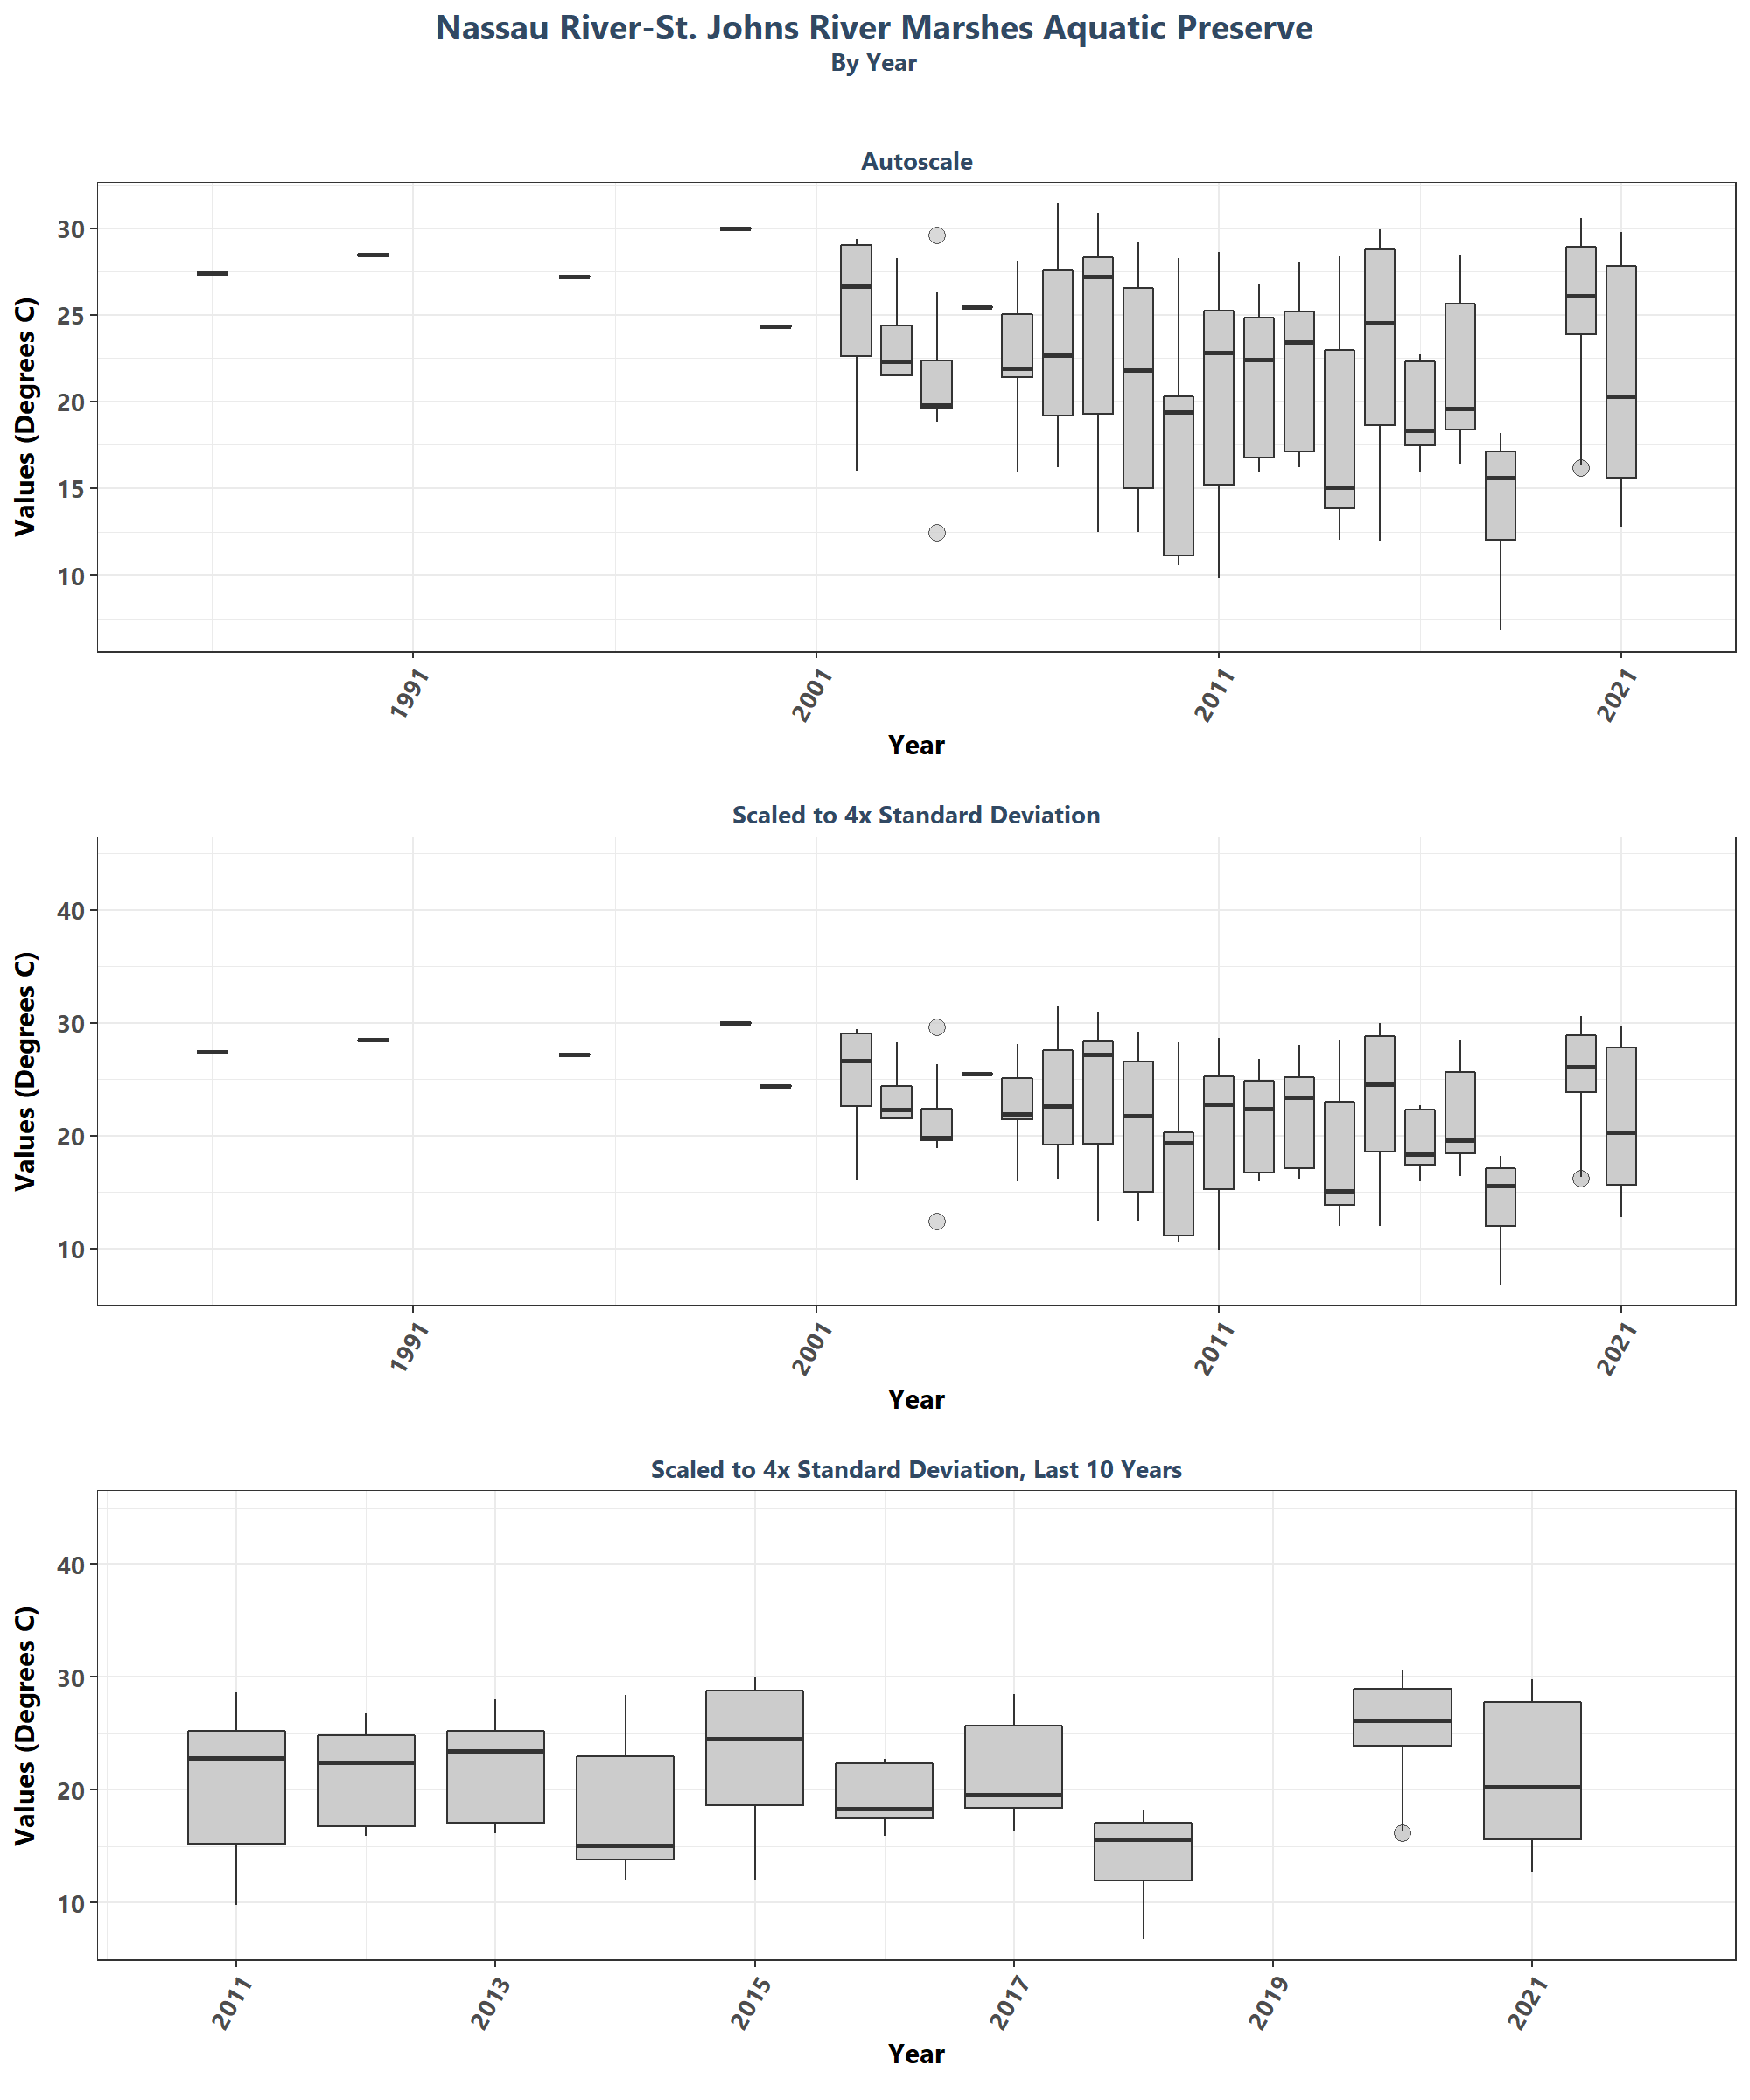 Nassau River-St. Johns River Marshes Aquatic Preserve
By Year
Autoscale
Values (Degrees C)
30
25
20
15
10
1991
2001
2011
2021
Year
Scaled to 4x Standard Deviation
Values (Degrees C)
40
30
20
10
1991
2001
2011
2021
Year
Scaled to 4x Standard Deviation, Last 10 Years
Values (Degrees C)
40
30
20
10
2011
2013
2015
2017
2019
2021
Year